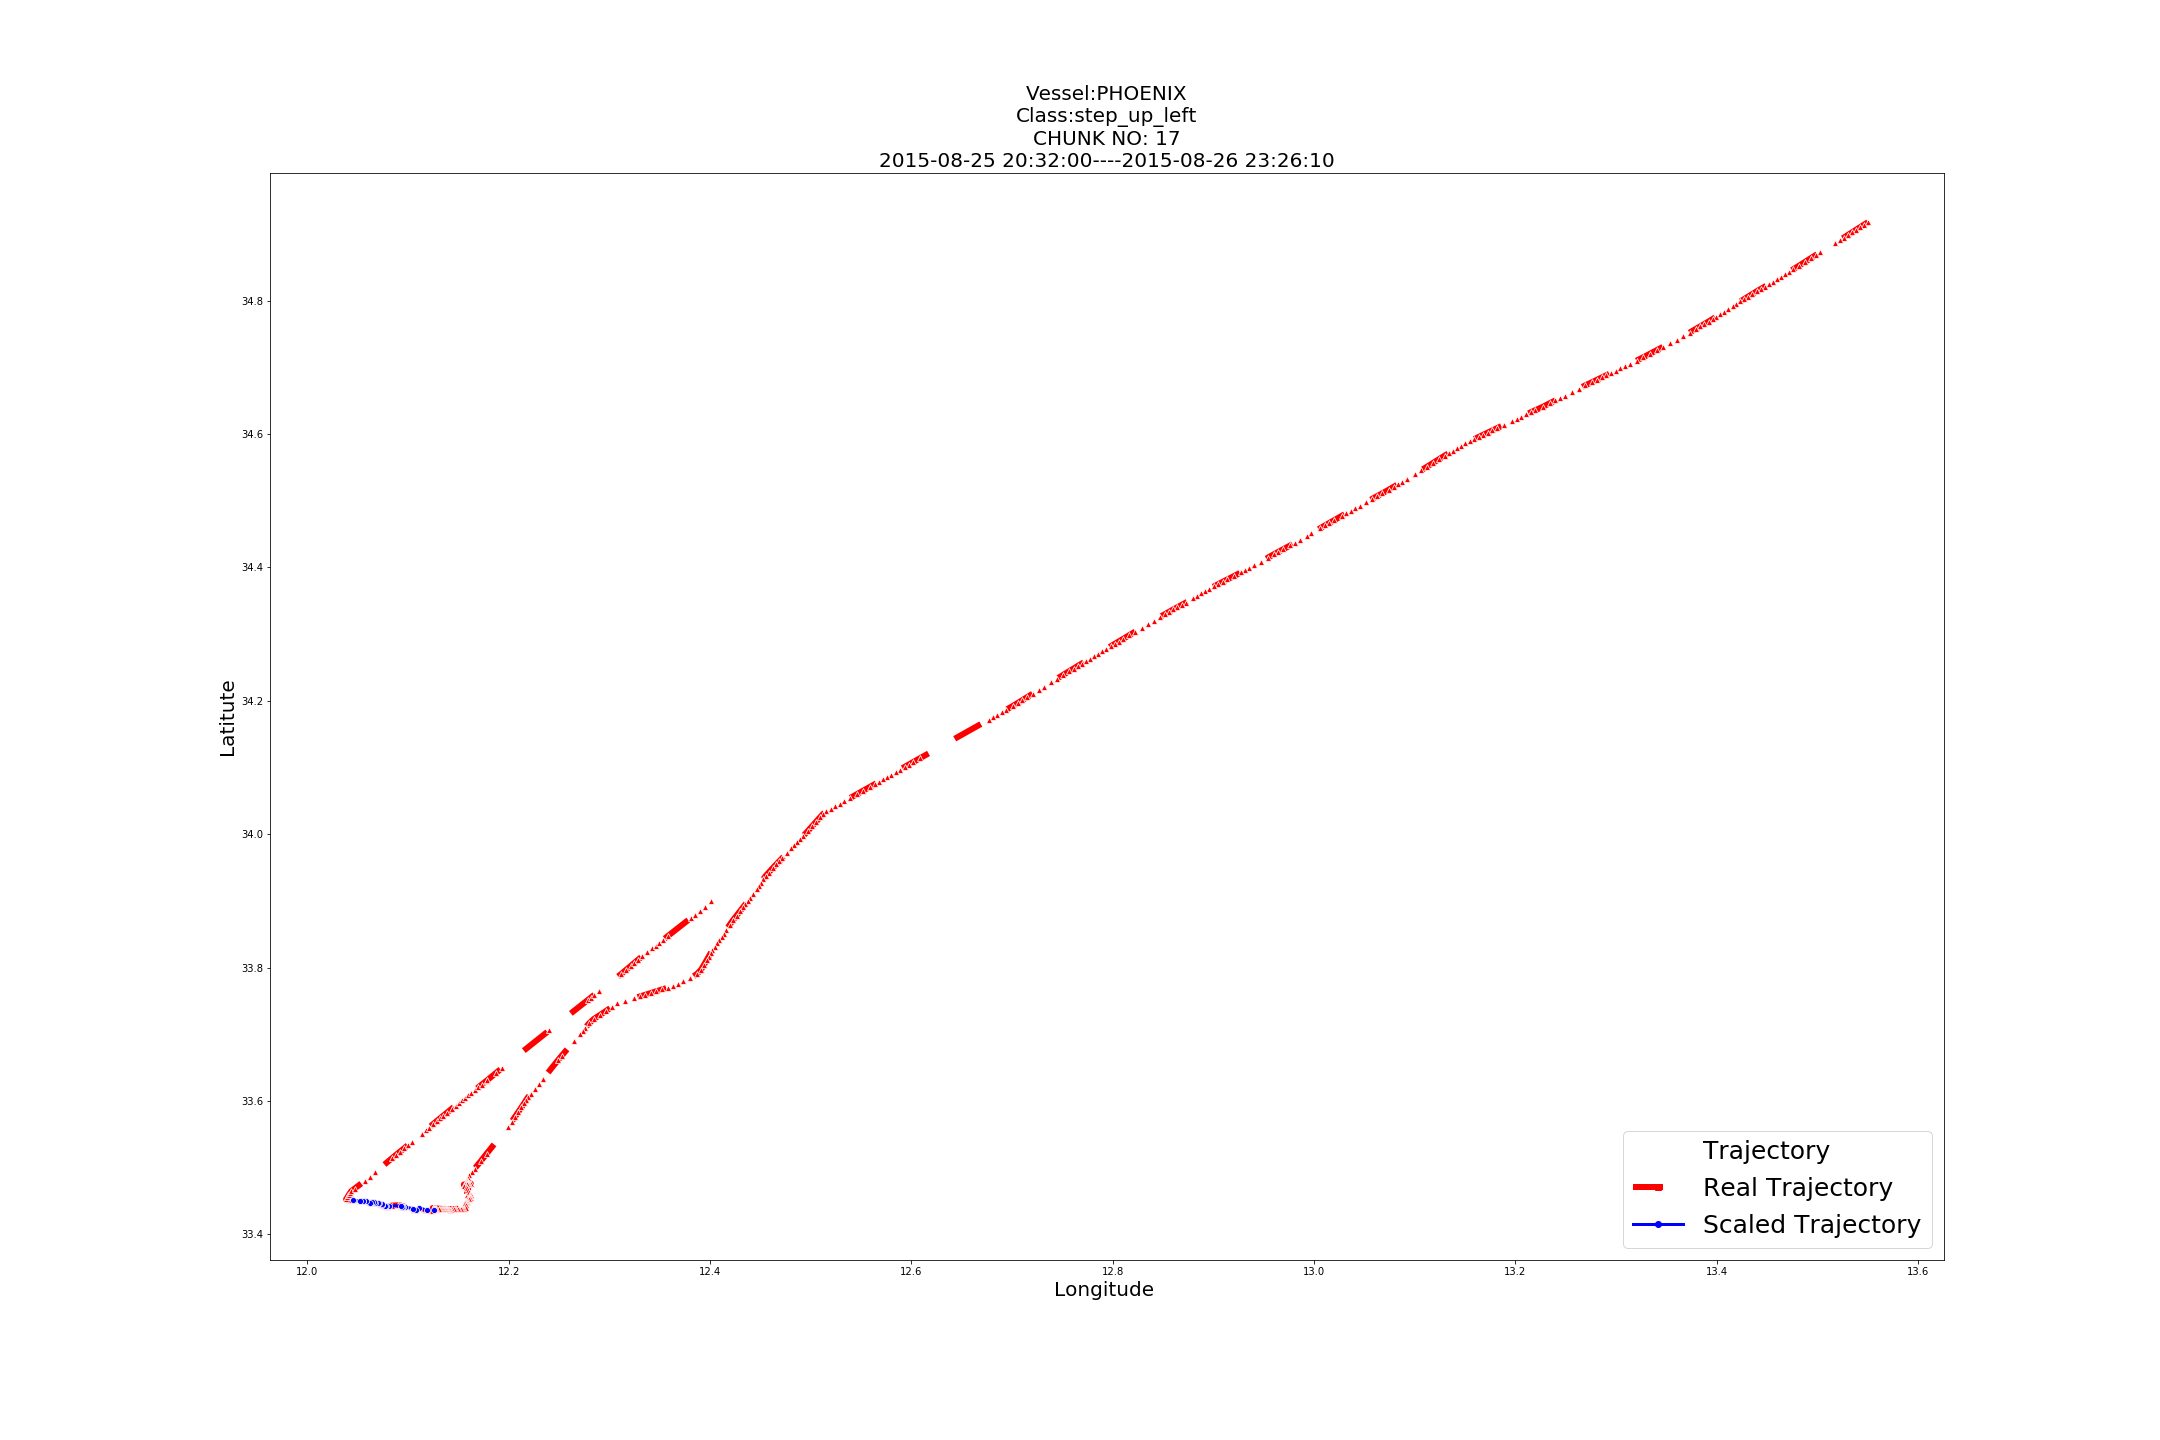 Vessel:PHOENIX
Class:step_up_left
CHUNK NO: 17
2015-08-25 20:32:00----2015-08-26 23:26:10
Latitute
34.8
34.6
34.4
34.2
34.0
33.8
33.6
33.4
Trajectory
Real Trajectory
Scaled Trajectory
12.0 12.2 12.4 12.6 12.8 13.0 13.2 13.4 13.6
Longitude